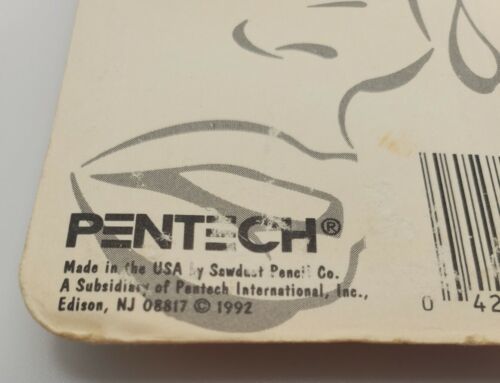 PENTECH®
Made in the USA by Sawdust Pencil Co.
A Subsidiary of Pentech International, Inc.,
Edison, NJ 08817 © 1992
0 42